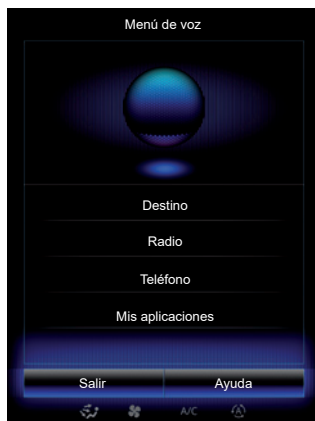 Menú de voz
Destino
Radio
Teléfono
Mis aplicaciones
Salir Ayuda
A/C A